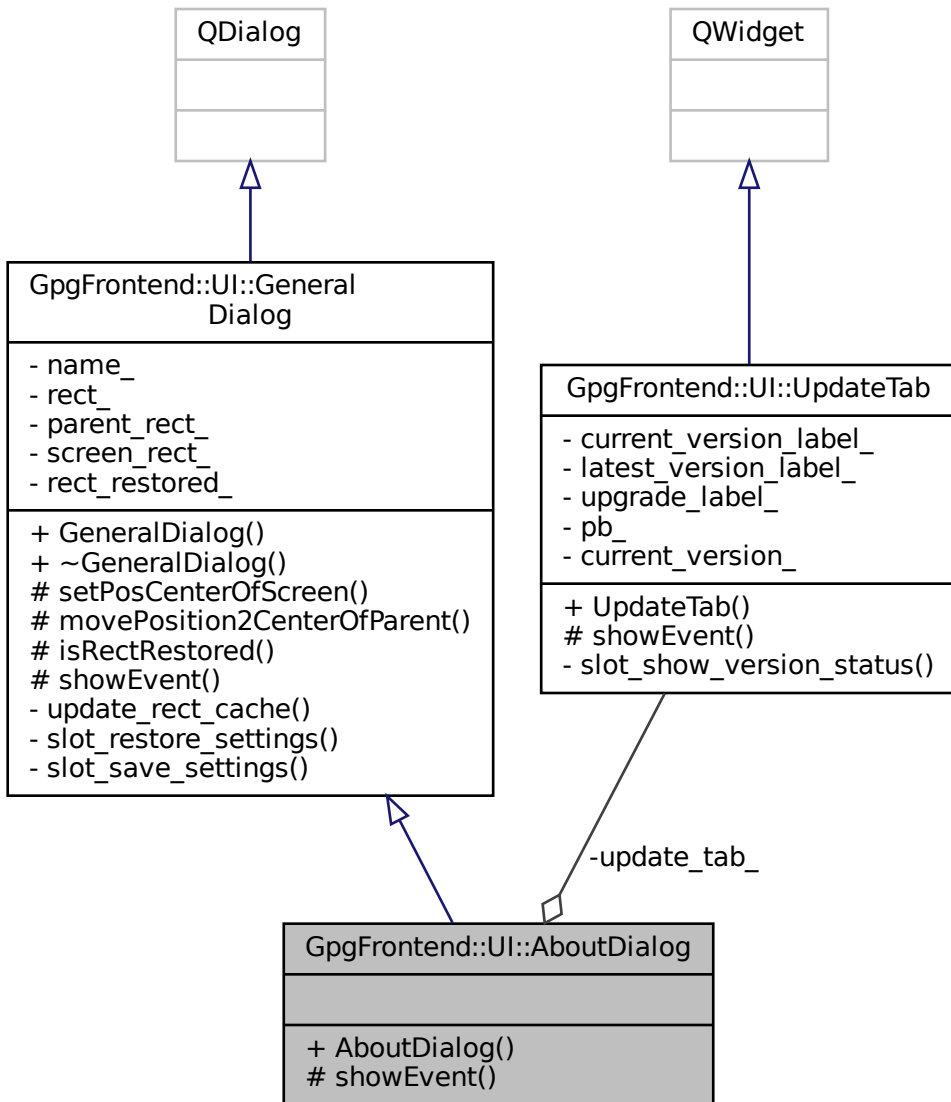 QDialog
QWidget
GpgFrontend::UI::General
Dialog
- name_
- rect_
- parent_rect_
- screen_rect_
- rect_restored_
+ GeneralDialog()
+ ~GeneralDialog()
# setPosCenterOfScreen()
# movePosition2CenterOfParent()
# isRectRestored()
# showEvent()
- update_rect_cache()
- slot_restore_settings()
- slot_save_settings()
GpgFrontend::UI::UpdateTab
- current_version_label_
- latest_version_label_
- upgrade_label_
- pb_
- current_version_
+ UpdateTab()
# showEvent()
- slot_show_version_status()
-update_tab_
GpgFrontend::UI::AboutDialog
+ AboutDialog()
# showEvent()